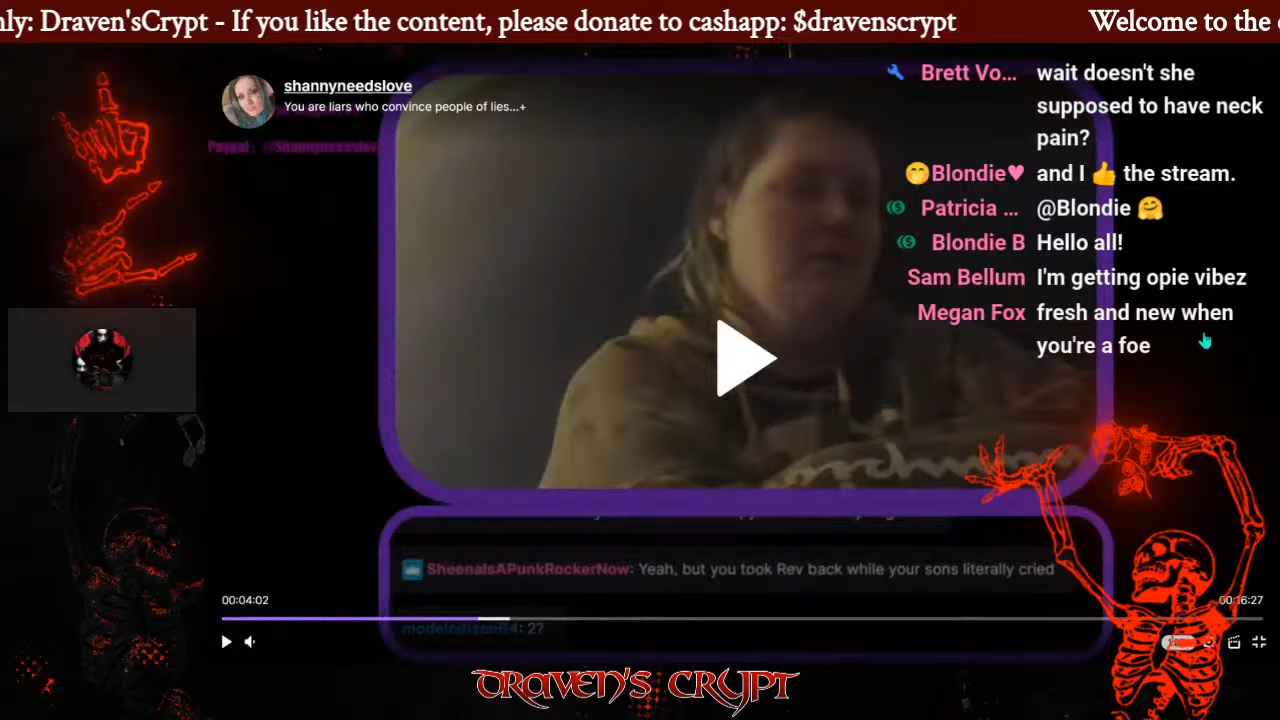 nly: Draven'sCrypt - If you like the content, please donate to cashapp: $dravenscrypt
Welcome to the
shannyneedslove
You are liars who convince people of lies...+
Paypal: @Shannyneedslove
Brett Vo... wait doesn't she
supposed to have neck
pain?
Blondie♥ and I 👍 the stream.
Patricia ... @Blondie 🤗
Blondie B Hello all!
Sam Bellum I'm getting opie vibez
Megan Fox fresh and new when
you're a foe
SheenaIsAPunkRockerNow: Yeah, but you took Rev back while your sons literally cried
00:04:02
00:16:27
modelcitizen64: 2?
DRAVEN'S CRYPT